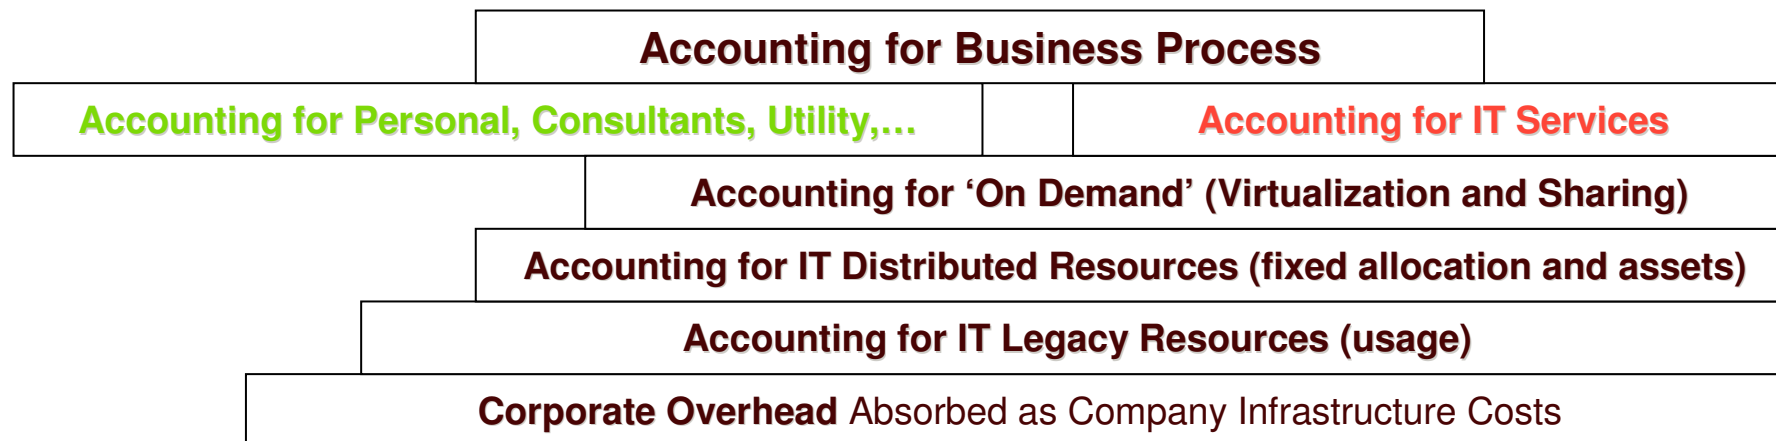 Accounting for Business Process
Accounting for Personal, Consultants, Utility,…
Accounting for IT Services
Accounting for ‘On Demand’ (Virtualization and Sharing)
Accounting for IT Distributed Resources (fixed allocation and assets)
Accounting for IT Legacy Resources (usage)
Corporate Overhead Absorbed as Company Infrastructure Costs